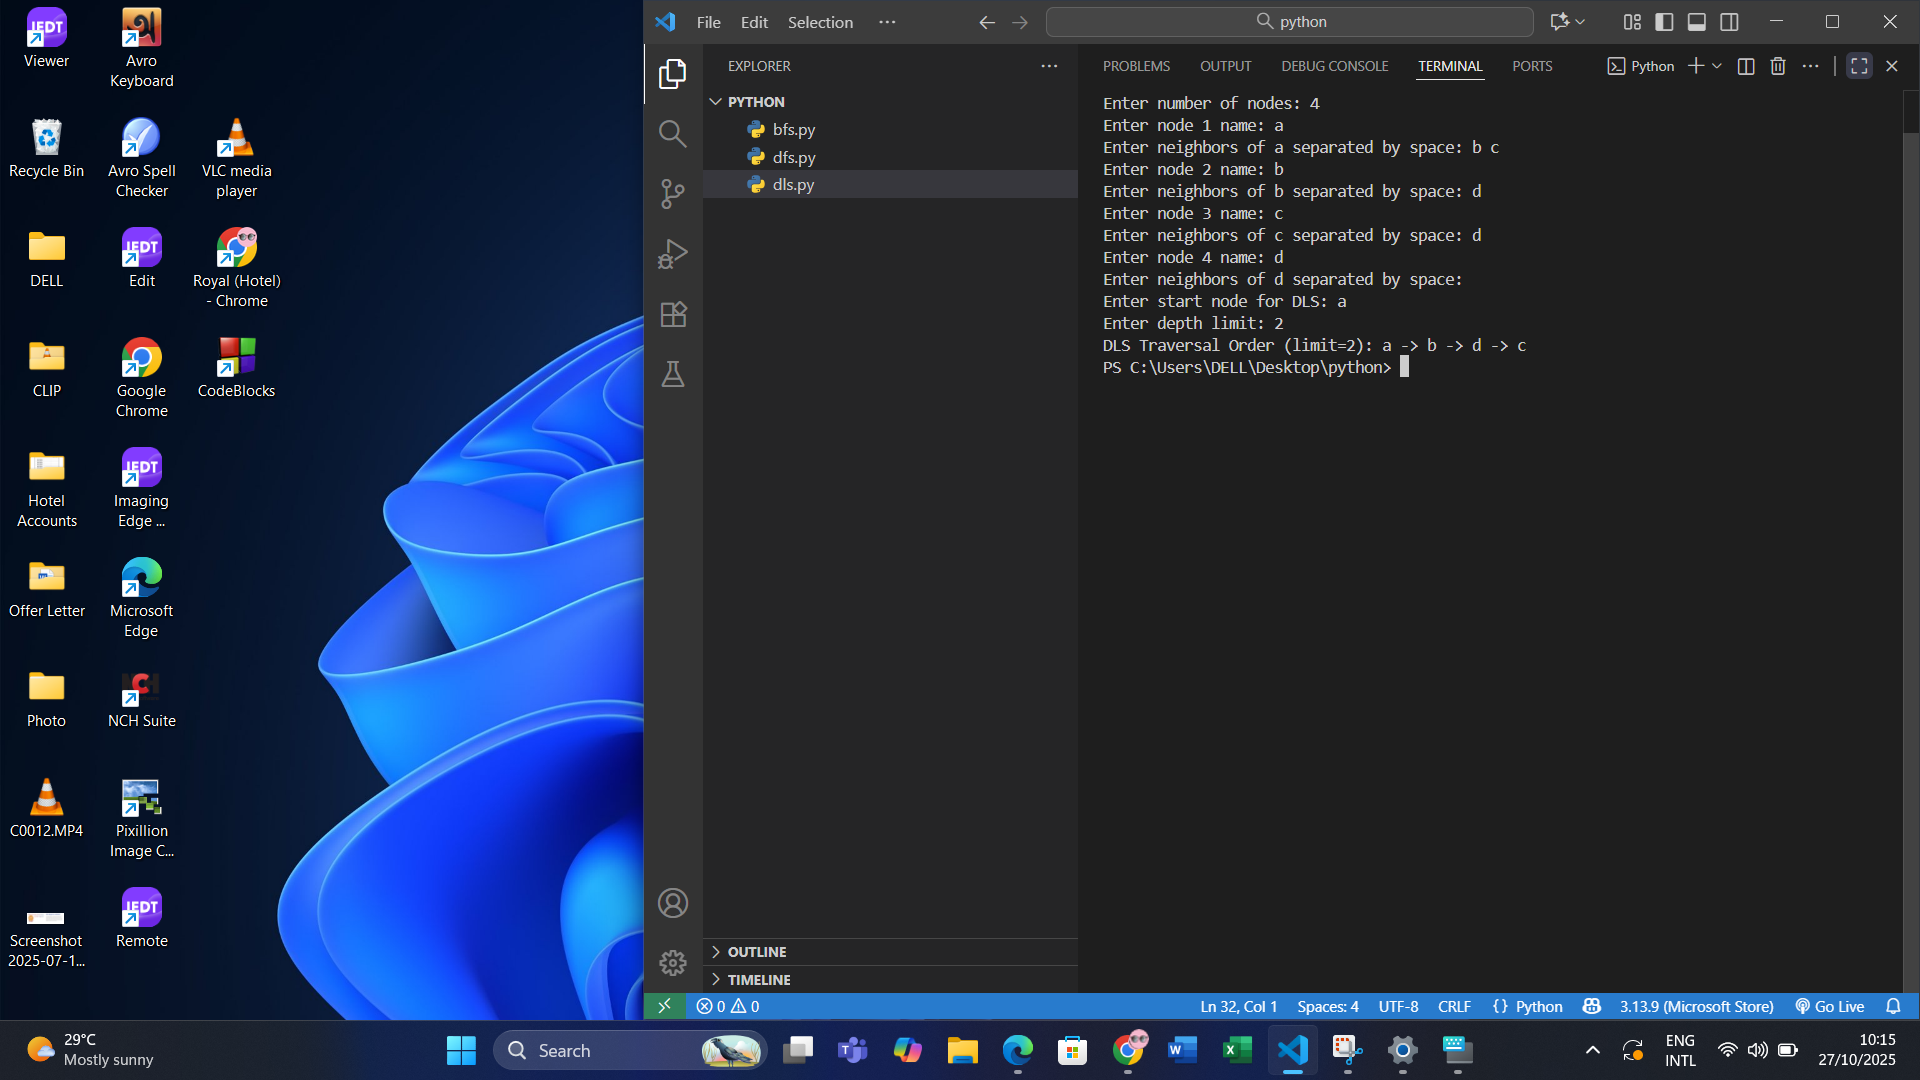 Viewer
Avro
Keyboard
Recycle Bin
Avro Spell
Checker
VLC media
player
DELL
Edit
Royal (Hotel)
- Chrome
CLIP
Google
Chrome
CodeBlocks
Hotel
Accounts
Imaging
Edge ...
Offer Letter
Microsoft
Edge
Photo
NCH Suite
C0012.MP4
Pixillion
Image C...
Screenshot
2025-07-1...
Remote
File Edit Selection ···
python
EXPLORER
PYTHON
bfs.py
dfs.py
dls.py
OUTLINE
TIMELINE
PROBLEMS OUTPUT DEBUG CONSOLE TERMINAL PORTS
Python
Enter number of nodes: 4
Enter node 1 name: a
Enter neighbors of a separated by space: b c
Enter node 2 name: b
Enter neighbors of b separated by space: d
Enter node 3 name: c
Enter neighbors of c separated by space: d
Enter node 4 name: d
Enter neighbors of d separated by space:
Enter start node for DLS: a
Enter depth limit: 2
DLS Traversal Order (limit=2): a -> b -> d -> c
PS C:\Users\DELL\Desktop\python>
0 0 Ln 32, Col 1 Spaces: 4 UTF-8 CRLF {} Python 3.13.9 (Microsoft Store) Go Live
29°C
Mostly sunny
Search
ENG
INTL
10:15
27/10/2025